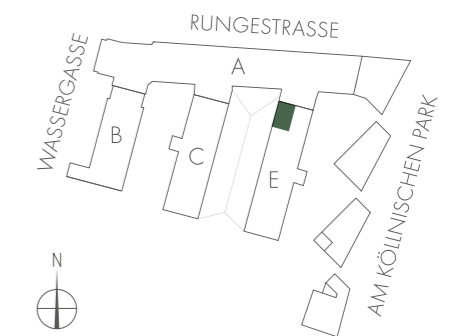 RUNGESTRASSE
WASSERGASSE
A
B
C
E
AM KÖLLNISCHEN PARK
N